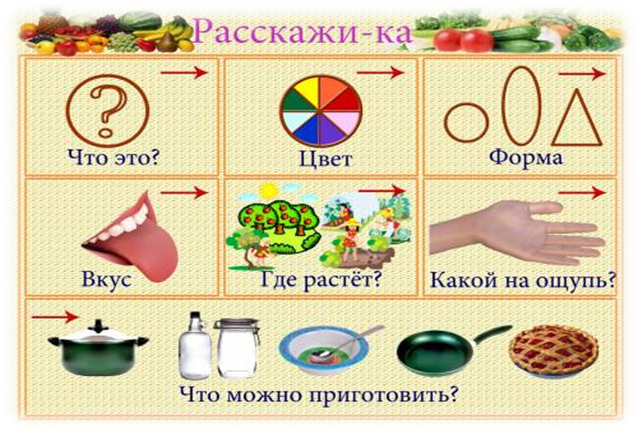 Расскажи-ка
Что это?
Цвет
Форма
Вкус
Где растёт?
Какой на ощупь?
Что можно приготовить?